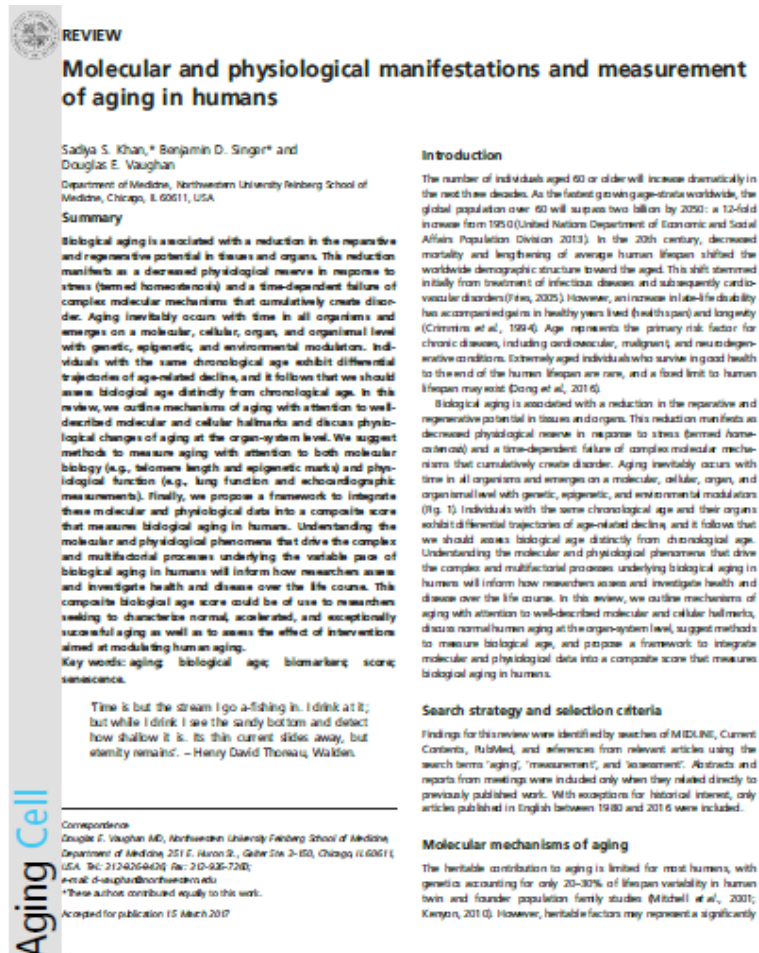 REVIEW
Molecular and physiological manifestations and measurement
of aging in humans
Sadiya S. Khan,* Benjamin D. Singer* and
Douglas E. Vaughan
Department of Medicine, Northwestern University Feinberg School of
Medicine, Chicago, IL 60611, USA
Summary
Biological aging is associated with a reduction in the reparative
and regenerative potential in tissues and organs. This reduction
manifests as a decreased physiological reserve in response to
stress (termed homeostenosis) and a time-dependent failure of
complex molecular mechanisms that cumulatively create disor-
der. Aging inevitably occurs with time in all organisms and
emerges on a molecular, cellular, organ, and organismal level
with genetic, epigenetic, and environmental modulators. Indi-
viduals with the same chronological age exhibit differential
trajectories of age-related decline, and it follows that we should
assess biological age distinctly from chronological age. In this
review, we outline mechanisms of aging with attention to well-
described molecular and cellular hallmarks and discuss physio-
logical changes of aging at the organ-system level. We suggest
methods to measure aging with attention to both molecular
biology (e.g., telomere length and epigenetic marks) and phys-
iological function (e.g., lung function and echocardiographic
measurements). Finally, we propose a framework to integrate
these molecular and physiological data into a composite score
that measures biological aging in humans. Understanding the
molecular and physiological phenomena that drive the complex
and multifactorial processes underlying the variable pace of
biological aging in humans will inform how researchers assess
and investigate health and disease over the life course. This
composite biological age score could be of use to researchers
seeking to characterize normal, accelerated, and exceptionally
successful aging as well as to assess the effect of interventions
aimed at modulating human aging.
Key words: aging; biological age; biomarkers; score;
senescence.
'Time is but the stream I go a-fishing in. I drink at it;
but while I drink I see the sandy bottom and detect
how shallow it is. Its thin current slides away, but
eternity remains'. – Henry David Thoreau, Walden.
Correspondence
Douglas E. Vaughan MD, Northwestern University Feinberg School of Medicine,
Department of Medicine, 251 E. Huron St., Galter Ste. 3-150, Chicago, IL 60611,
USA. Tel.: 312-926-9436; Fax: 312-926-7260;
e-mail: d-vaughan@northwestern.edu
*These authors contributed equally to this work.
Accepted for publication 15 March 2017
Introduction
The number of individuals aged 60 or older will increase dramatically in
the next three decades. As the fastest growing age-strata worldwide, the
global population over 60 will surpass two billion by 2050: a 12-fold
increase from 1950 (United Nations Department of Economic and Social
Affairs Population Division 2013). In the 20th century, decreased
mortality and lengthening of average human lifespan shifted the
worldwide demographic structure toward the aged. This shift stemmed
initially from treatment of infectious diseases and subsequently cardio-
vascular disorders (Fries, 2005). However, an increase in late-life disability
has accompanied gains in healthy years lived (healthspan) and longevity
(Crimmins et al., 1994). Age represents the primary risk factor for
chronic diseases, including cardiovascular, malignant, and neurodegen-
erative conditions. Extremely aged individuals who survive in good health
to the end of the human lifespan are rare, and a fixed limit to human
lifespan may exist (Dong et al., 2016).
Biological aging is associated with a reduction in the reparative and
regenerative potential in tissues and organs. This reduction manifests as
decreased physiological reserve in response to stress (termed home-
ostenosis) and a time-dependent failure of complex molecular mecha-
nisms that cumulatively create disorder. Aging inevitably occurs with
time in all organisms and emerges on a molecular, cellular, organ, and
organismal level with genetic, epigenetic, and environmental modulators
(Fig. 1). Individuals with the same chronological age and their organs
exhibit differential trajectories of age-related decline, and it follows that
we should assess biological age distinctly from chronological age.
Understanding the molecular and physiological phenomena that drive
the complex and multifactorial processes underlying biological aging in
humans will inform how researchers assess and investigate health and
disease over the life course. In this review, we outline mechanisms of
aging with attention to well-described molecular and cellular hallmarks,
discuss normal human aging at the organ-system level, suggest methods
to measure biological age, and propose a framework to integrate
molecular and physiological data into a composite score that measures
biological aging in humans.
Search strategy and selection criteria
Findings for this review were identified by searches of MEDLINE, Current
Contents, PubMed, and references from relevant articles using the
search terms 'aging', 'measurement', and 'assessment'. Abstracts and
reports from meetings were included only when they related directly to
previously published work. With exceptions for historical interest, only
articles published in English between 1980 and 2016 were included.
Molecular mechanisms of aging
The heritable contribution to aging is limited for most humans, with
genetics accounting for only 20–30% of lifespan variability in human
twin and founder population family studies (Mitchell et al., 2001;
Kenyon, 2010). However, heritable factors may represent a significantly
Aging Cell